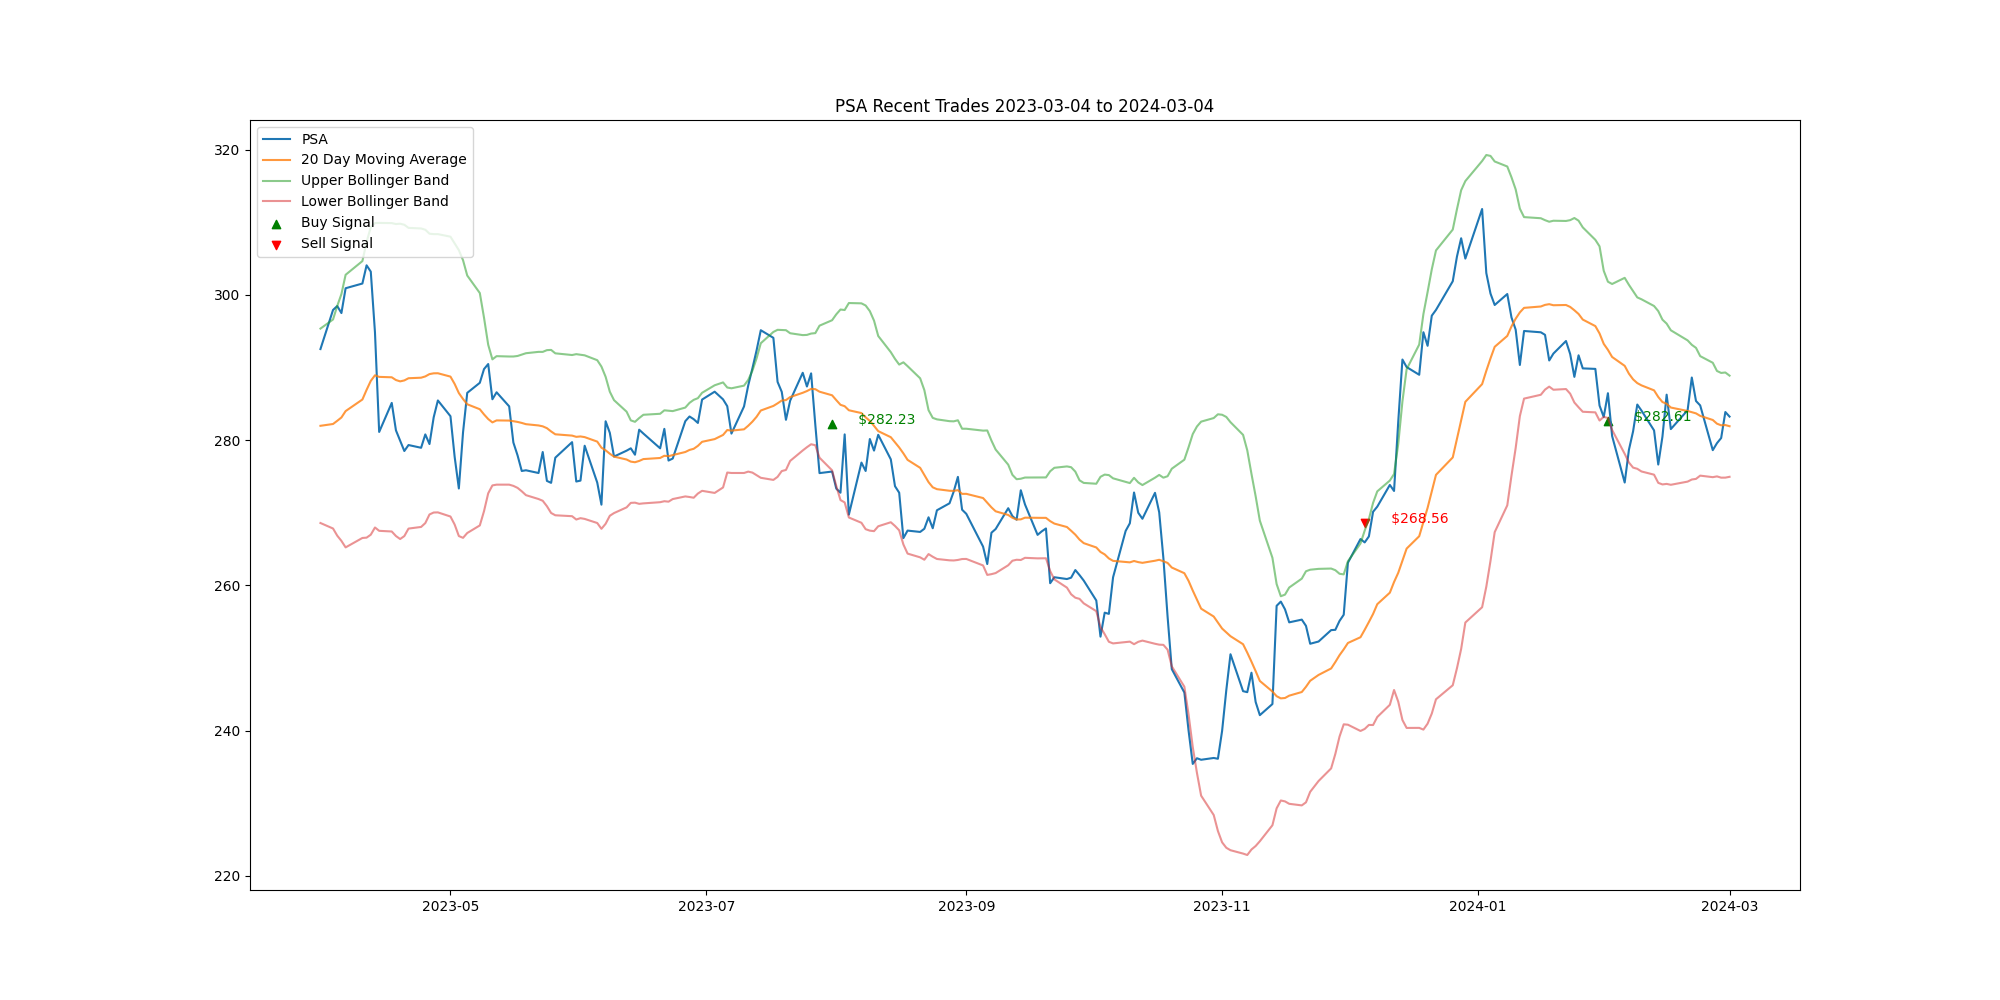 PSA Recent Trades 2023-03-04 to 2024-03-04
PSA
20 Day Moving Average
Upper Bollinger Band
Lower Bollinger Band
Buy Signal
Sell Signal
320
300
280
260
240
220
$282.23
$268.56
$282.61
2023-05
2023-07
2023-09
2023-11
2024-01
2024-03